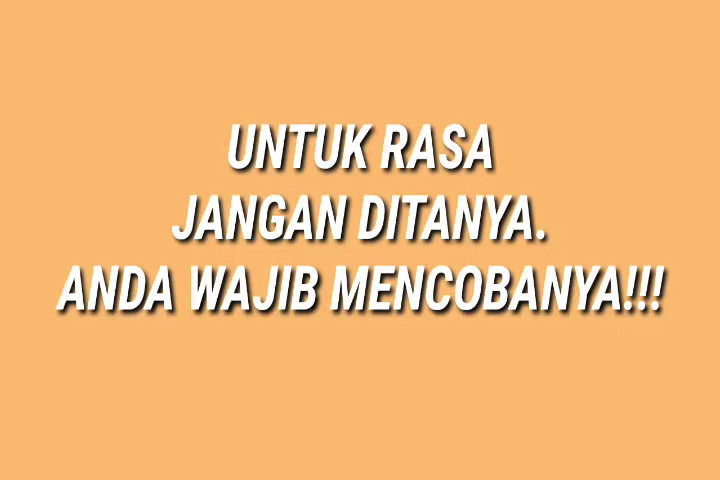 UNTUK RASA
JANGAN DITANYA.
ANDA WAJIB MENCOBANYA!!!